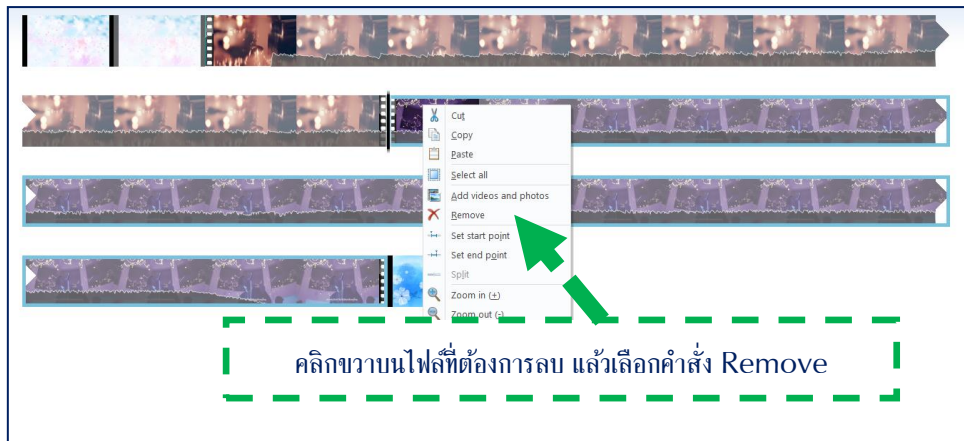 Cut
Copy
Paste
Select all
Add videos and photos
Remove
Set start point
Set end point
Split
Zoom in (+)
Zoom out (-)
คลิกขวาบนไฟล์ที่ต้องการลบ แล้วเลือกคำสั่ง Remove